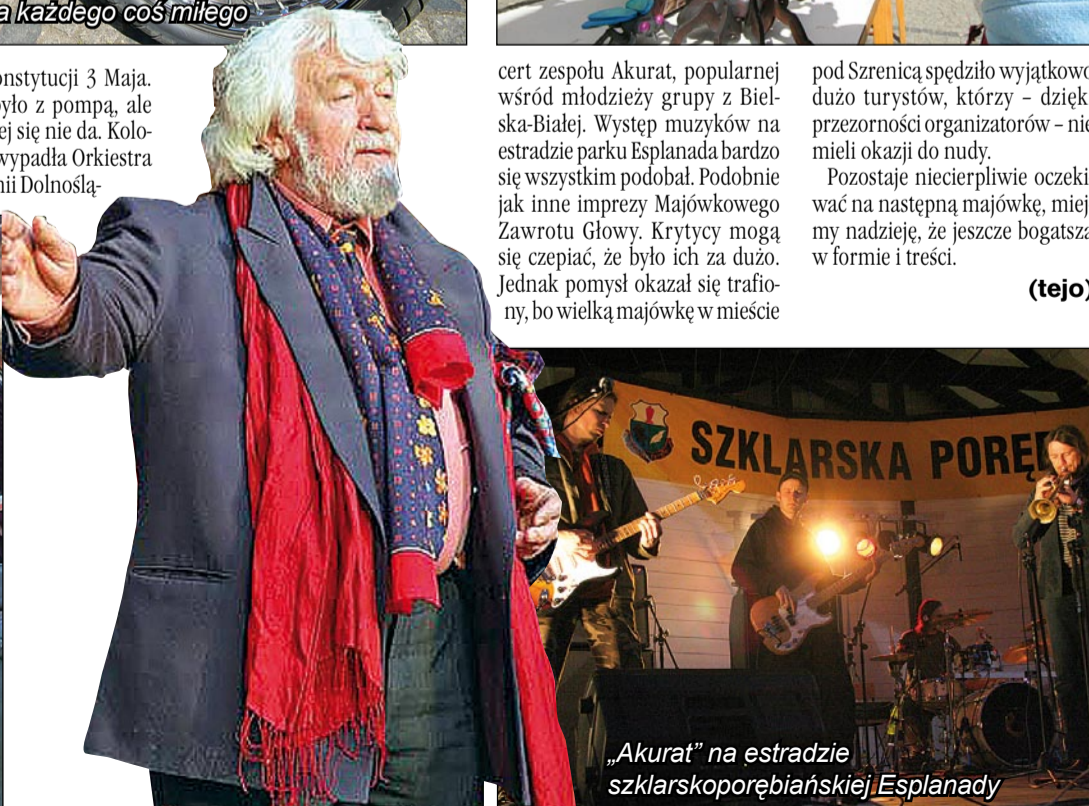 a każdego coś miłego
onstytucji 3 Maja.
było z pompą, ale
ej się nie da. Kolo-
wypadła Orkiestra
nii Dolnoślą-
cert zespołu Akurat, popularnej
wśród młodzieży grupy z Biel-
ska-Białej. Występ muzyków na
estradzie parku Esplanada bardzo
się wszystkim podobał. Podobnie
jak inne imprezy Majówkowego
Zawrotu Głowy. Krytycy mogą
się czepiać, że było ich za dużo.
Jednak pomysł okazał się trafio-
ny, bo wielką majówkę w mieście
pod Szrenicą spędziło wyjątkowo
dużo turystów, którzy – dzięk
przezorności organizatorów – nie
mieli okazji do nudy.
Pozostaje niecierpliwie oczeki
wać na następną majówkę, miej
my nadzieję, że jeszcze bogatsza
w formie i treści.
(tejo)
SZKLARSKA PORĘ
„Akurat” na estradzie
szklarskoporębiańskiej Esplanady